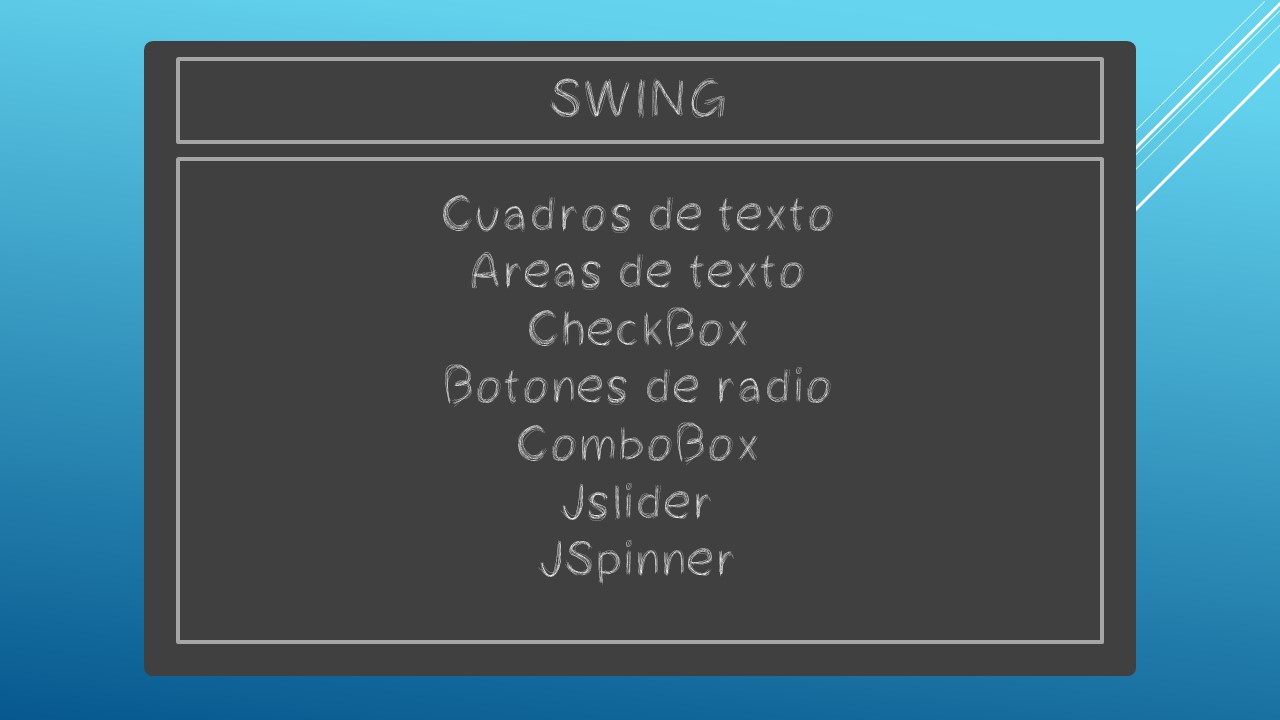 SWING
Cuadros de texto
Areas de texto
CheckBox
Botones de radio
ComboBox
Jslider
JSpinner